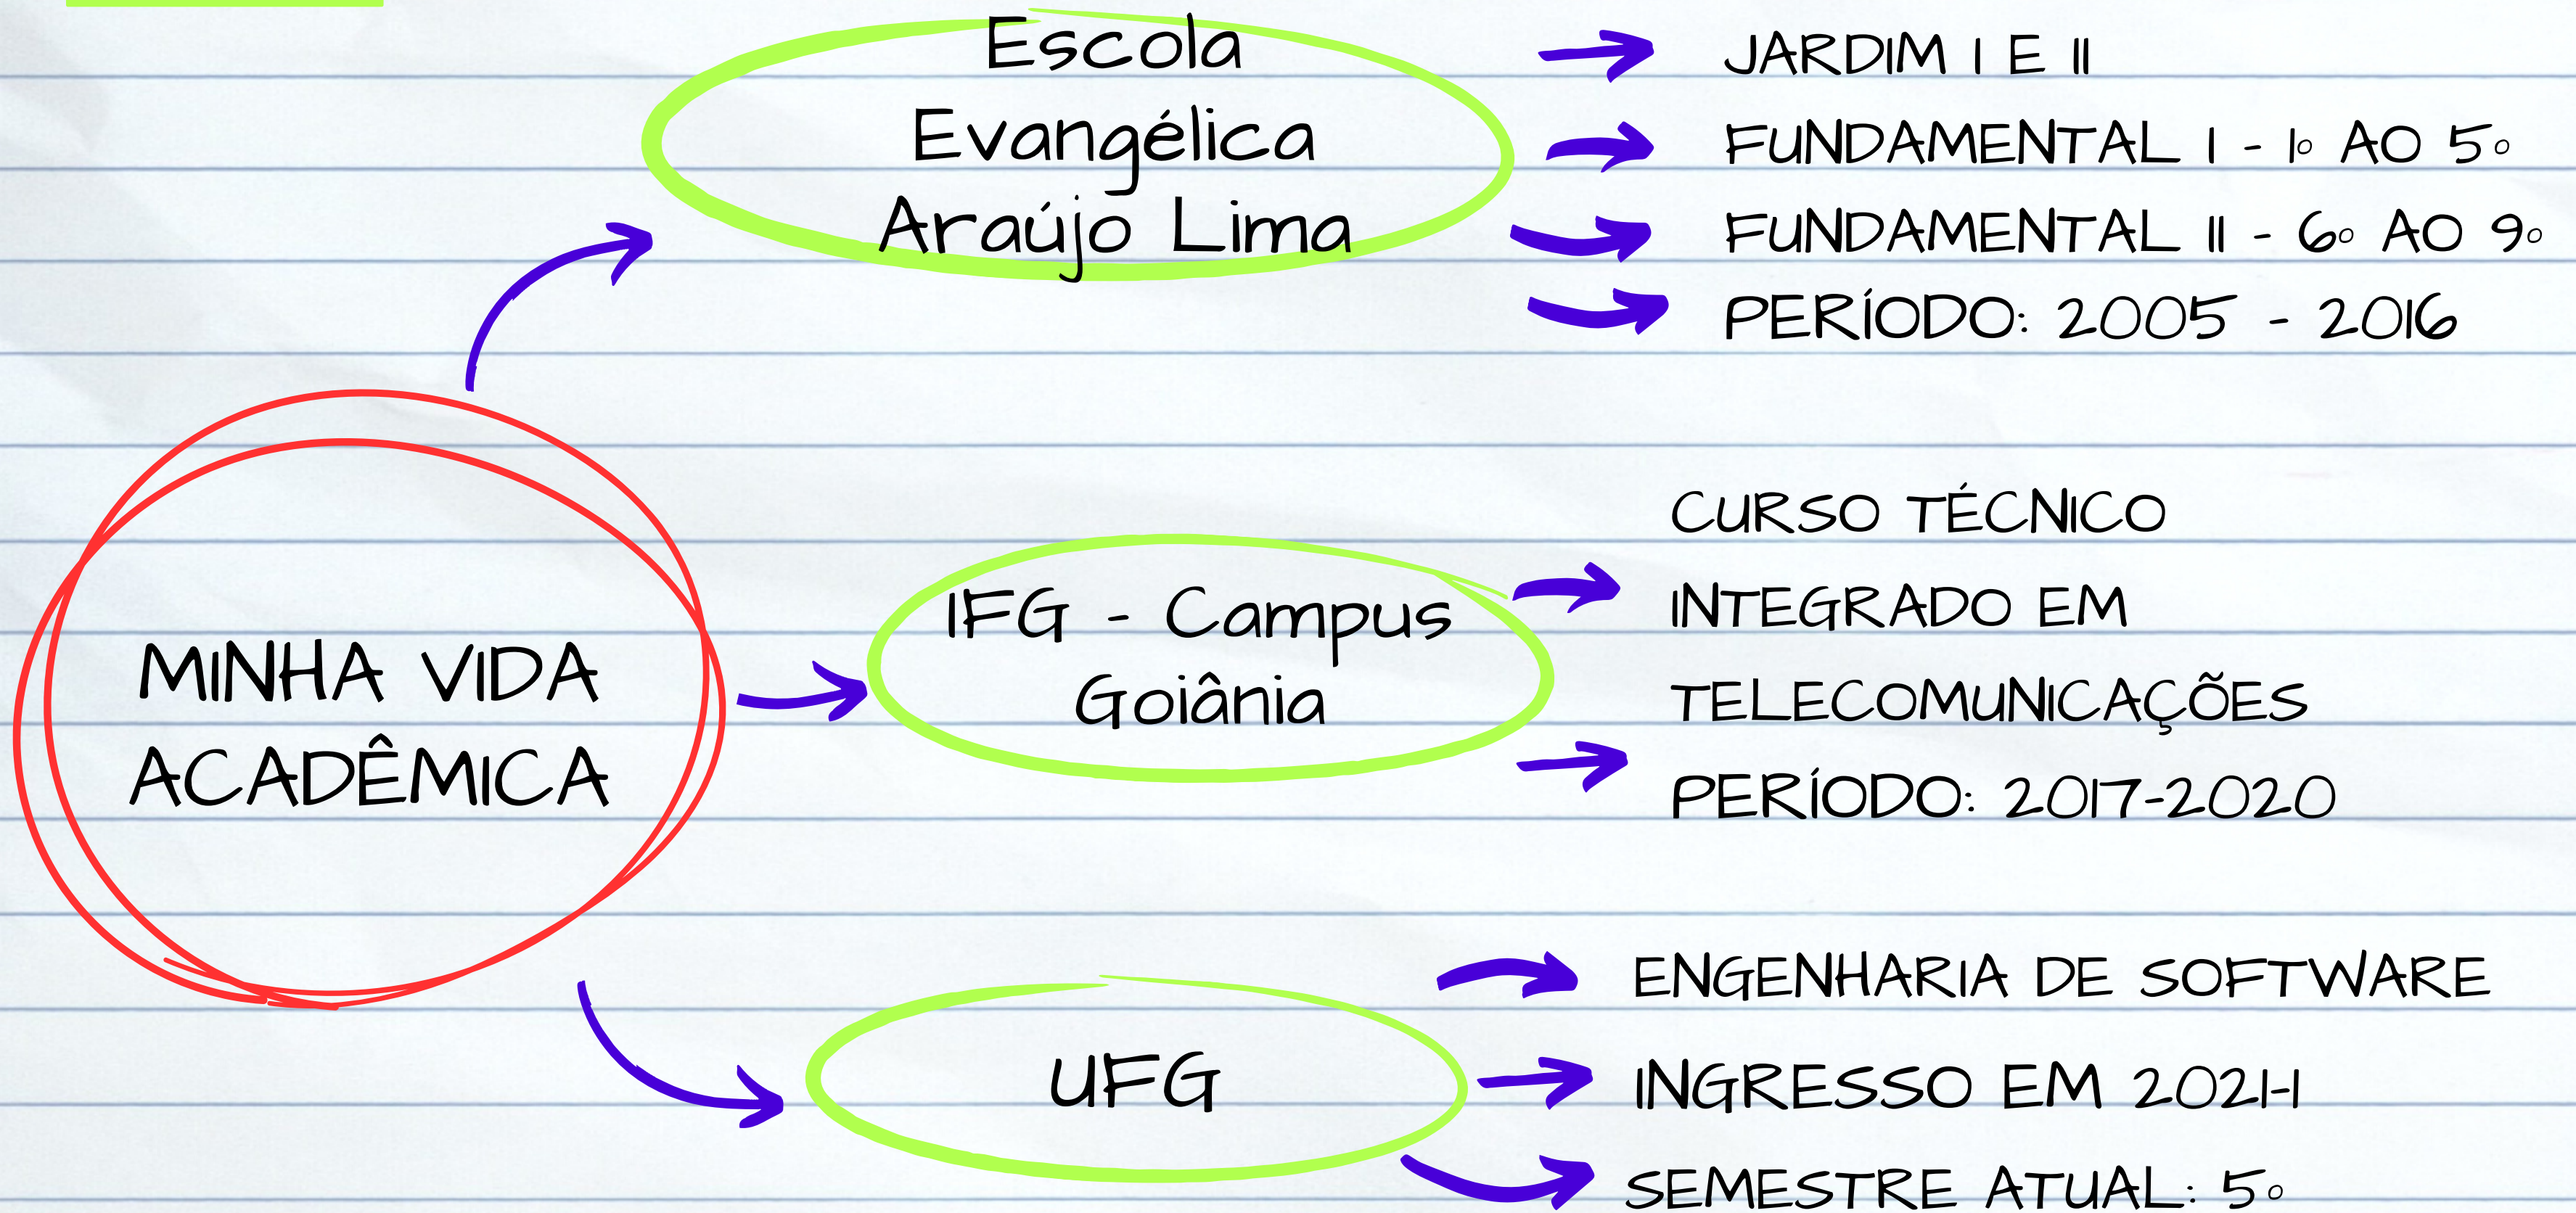 Escola
Evangélica
Araújo Lima
JARDIM I E II
FUNDAMENTAL I - 1º AO 5º
FUNDAMENTAL II - 6º AO 9º
PERÍODO: 2005 - 2016
MINHA VIDA
ACADÊMICA
IFG - Campus
Goiânia
CURSO TÉCNICO
INTEGRADO EM
TELECOMUNICAÇÕES
PERÍODO: 2017-2020
UFG
ENGENHARIA DE SOFTWARE
INGRESSO EM 2021-1
SEMESTRE ATUAL: 5º